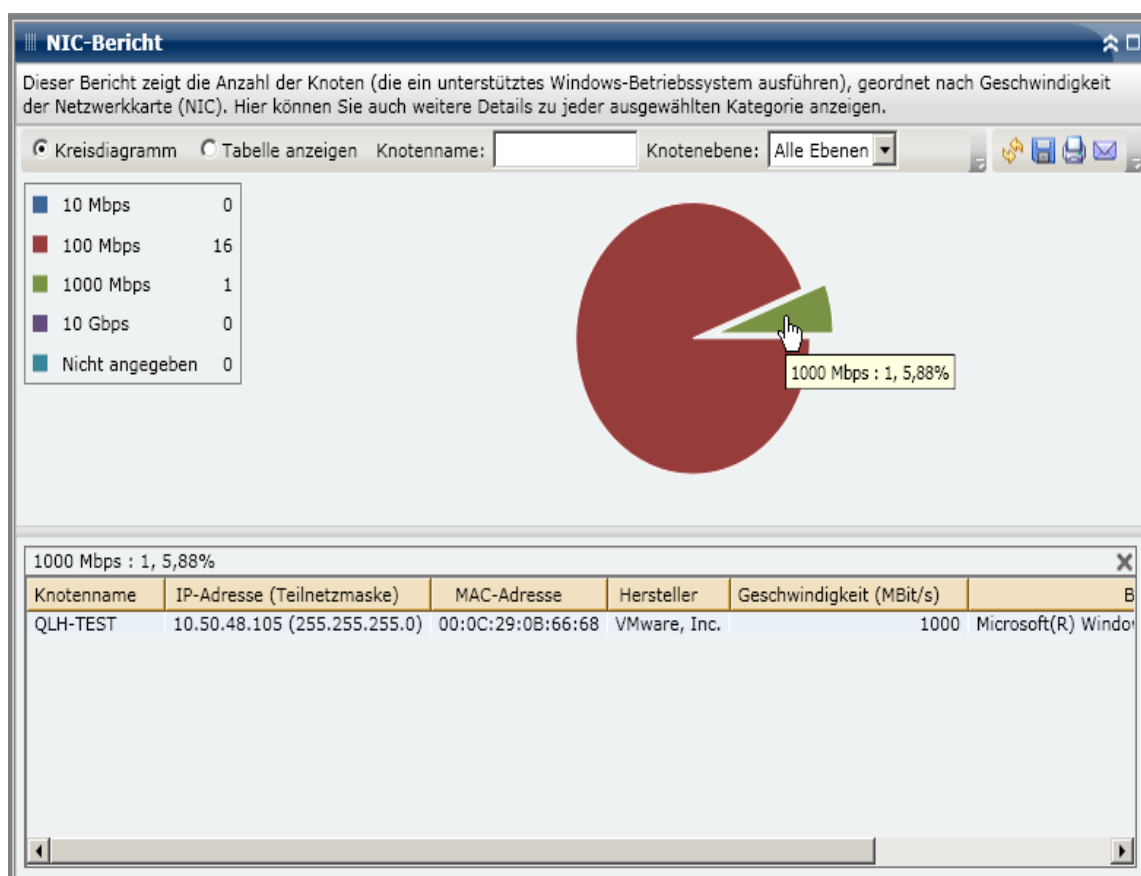 NIC-Bericht
Dieser Bericht zeigt die Anzahl der Knoten (die ein unterstütztes Windows-Betriebssystem ausführen), geordnet nach Geschwindigkeit
der Netzwerkkarte (NIC). Hier können Sie auch weitere Details zu jeder ausgewählten Kategorie anzeigen.
Kreisdiagramm Tabelle anzeigen Knotenname: Knotenebene: Alle Ebenen
10 Mbps 0
100 Mbps 16
1000 Mbps 1
10 Gbps 0
Nicht angegeben 0
1000 Mbps : 1, 5,88%
1000 Mbps : 1, 5,88%
Knotenname IP-Adresse (Teilnetzmaske) MAC-Adresse Hersteller Geschwindigkeit (MBit/s) B
QLH-TEST 10.50.48.105 (255.255.255.0) 00:0C:29:0B:66:68 VMware, Inc. 1000 Microsoft(R)